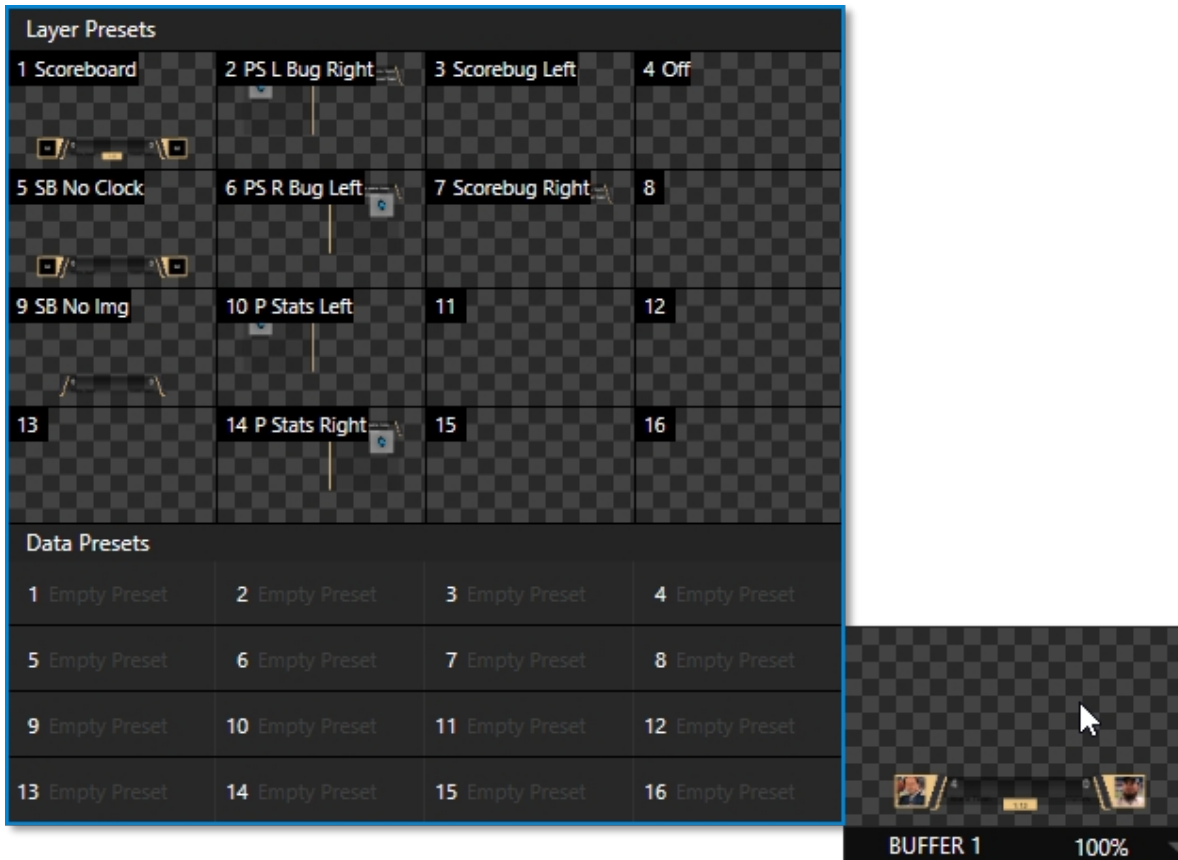 Layer Presets
1 Scoreboard
2 PS L Bug Right
3 Scorebug Left
4 Off
5 SB No Clock
6 PS R Bug Left
7 Scorebug Right
8
9 SB No Img
10 P Stats Left
11
12
13
14 P Stats Right
15
16
Data Presets
1 Empty Preset
2 Empty Preset
3 Empty Preset
4 Empty Preset
5 Empty Preset
6 Empty Preset
7 Empty Preset
8 Empty Preset
9 Empty Preset
10 Empty Preset
11 Empty Preset
12 Empty Preset
13 Empty Preset
14 Empty Preset
15 Empty Preset
16 Empty Preset
BUFFER 1
100%